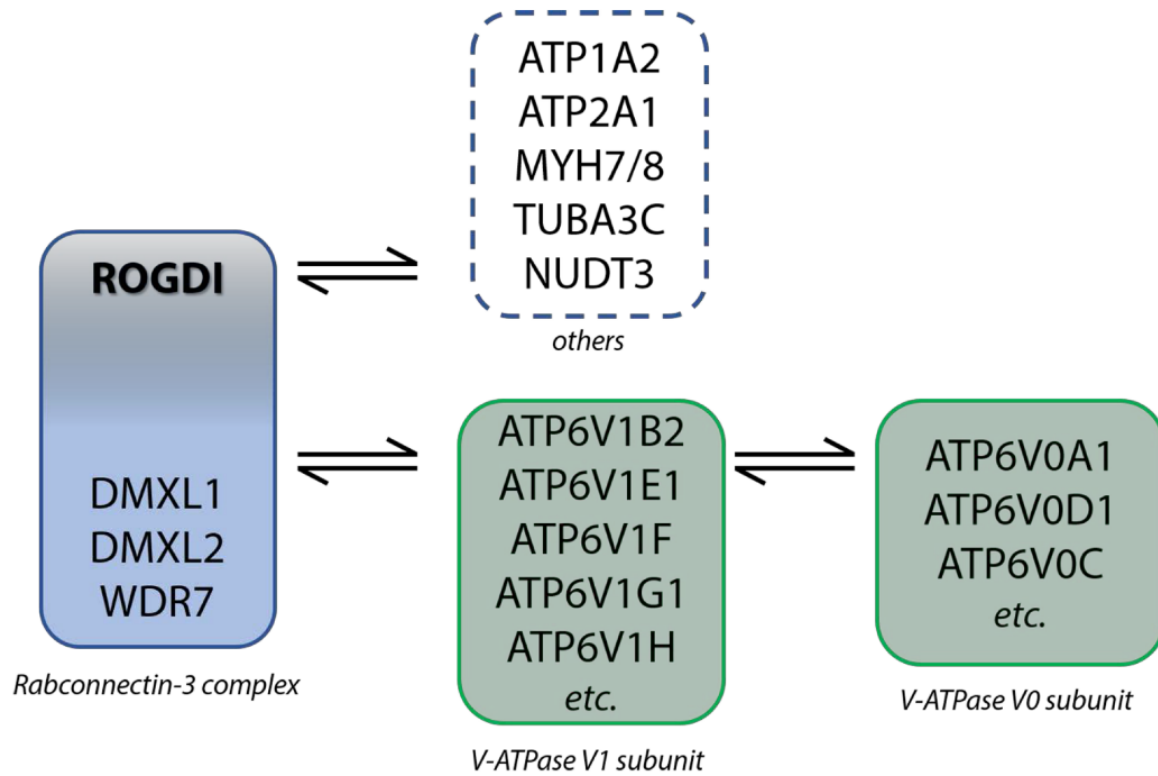 ATP1A2
ATP2A1
MYH7/8
TUBA3C
NUDT3
others
ROGDI
DMXL1
DMXL2
WDR7
Rabconnectin-3 complex
ATP6V1B2
ATP6V1E1
ATP6V1F
ATP6V1G1
ATP6V1H
etc.
V-ATPase V1 subunit
ATP6V0A1
ATP6V0D1
ATP6V0C
etc.
V-ATPase V0 subunit